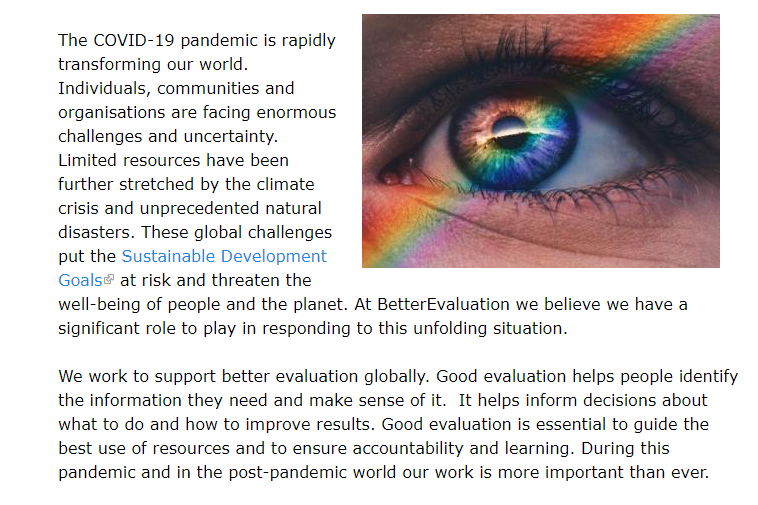 The COVID-19 pandemic is rapidly
transforming our world.
Individuals, communities and
organisations are facing enormous
challenges and uncertainty.
Limited resources have been
further stretched by the climate
crisis and unprecedented natural
disasters. These global challenges
put the Sustainable Development
Goals at risk and threaten the
well-being of people and the planet. At BetterEvaluation we believe we have a
significant role to play in responding to this unfolding situation.
We work to support better evaluation globally. Good evaluation helps people identify
the information they need and make sense of it.  It helps inform decisions about
what to do and how to improve results. Good evaluation is essential to guide the
best use of resources and to ensure accountability and learning. During this
pandemic and in the post-pandemic world our work is more important than ever.